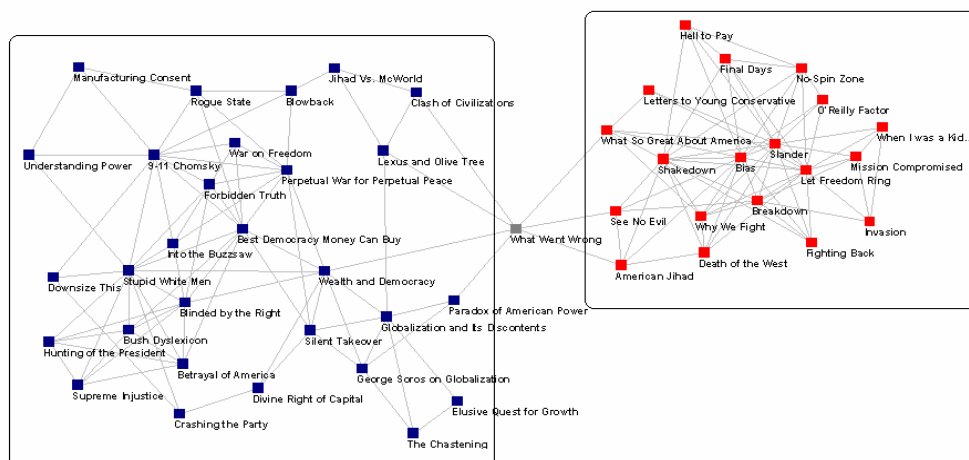 Manufacturing Consent
Jihad Vs. McWorld
Rogue State
Blowback
Clash of Civilizations
War on Freedom
Lexus and Olive Tree
Understanding Power
9-11 Chomsky
Perpetual War for Perpetual Peace
Forbidden Truth
Best Democracy Money Can Buy
Into the Buzzsaw
Downsize This
Stupid White Men
Wealth and Democracy
Blinded by the Right
Paradox of American Power
Globalization and Its Discontents
Bush Dyslexicon
Silent Takeover
Hunting of the President
Betrayal of America
George Soros on Globalization
Supreme Injustice
Divine Right of Capital
Elusive Quest for Growth
Crashing the Party
The Chastening
What Went Wrong
Hell to Pay
Final Days
No-Spin Zone
Letters to Young Conservative
O'Reilly Factor
What So Great About America
When I was a Kid..
Slander
Shakedown
Bias
Mission Compromised
Let Freedom Ring
Breakdown
See No Evil
Why We Fight
Invasion
Fighting Back
Death of the West
American Jihad